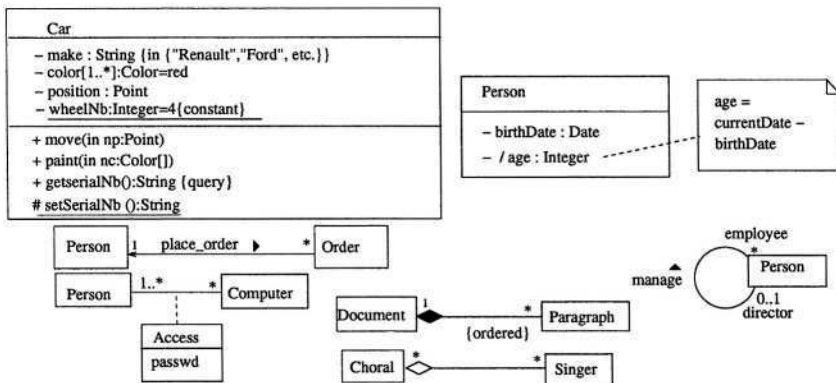 Car
– make : String {in {"Renault","Ford", etc.}}
– color[1..*]:Color=red
– position : Point
– wheelNb:Integer=4{constant}
+ move(in np:Point)
+ paint(in nc:Color[])
+ getserialNb():String {query}
# setSerialNb ():String
Person
– birthDate : Date
– / age : Integer
age =
currentDate –
birthDate
Person 1 place_order * Order
Person 1..* * Computer
Access
passwd
Document 1 * Paragraph
{ordered}
Choral * * Singer
employee
*
Person
manage
0..1
director